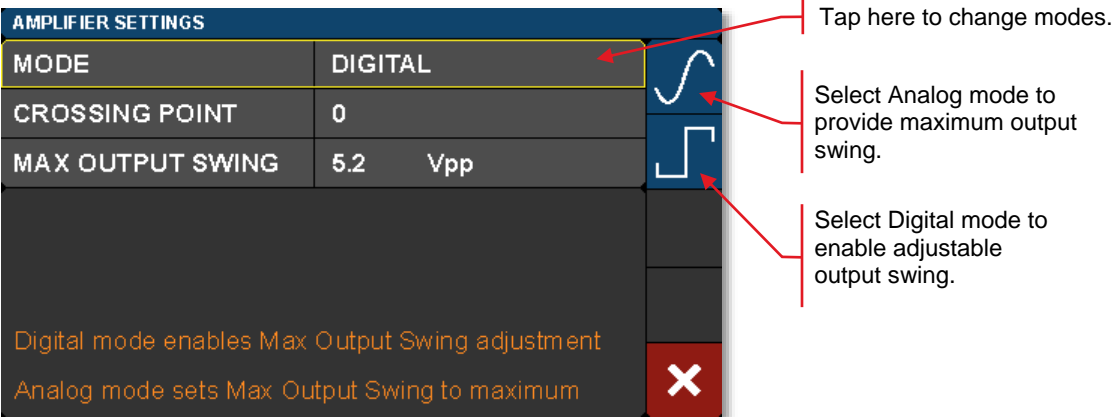 AMPLIFIER SETTINGS
MODE DIGITAL
CROSSING POINT 0
MAX OUTPUT SWING 5.2 Vpp
Digital mode enables Max Output Swing adjustment
Analog mode sets Max Output Swing to maximum
Tap here to change modes.
Select Analog mode to
provide maximum output
swing.
Select Digital mode to
enable adjustable
output swing.